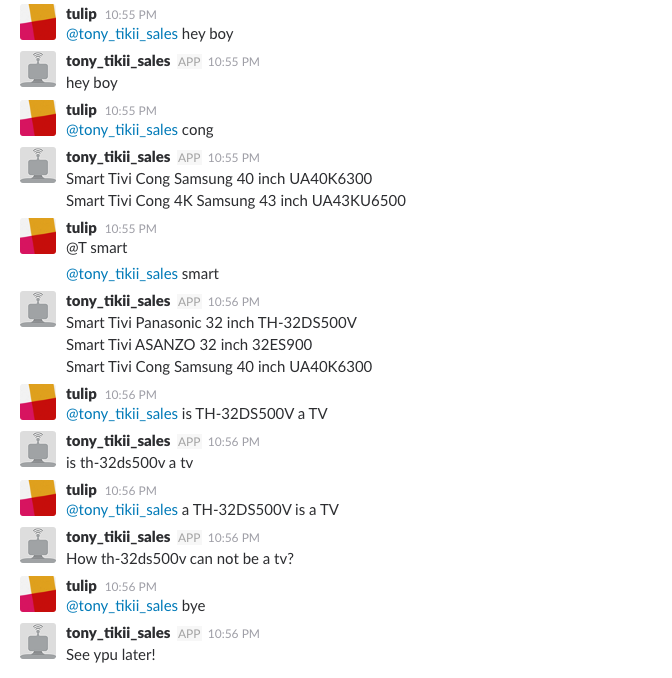 tulip 10:55 PM
@tony_tikii_sales hey boy
tony_tikii_sales APP 10:55 PM
hey boy
tulip 10:55 PM
@tony_tikii_sales cong
tony_tikii_sales APP 10:55 PM
Smart Tivi Cong Samsung 40 inch UA40K6300
Smart Tivi Cong 4K Samsung 43 inch UA43KU6500
tulip 10:55 PM
@T smart
@tony_tikii_sales smart
tony_tikii_sales APP 10:56 PM
Smart Tivi Panasonic 32 inch TH-32DS500V
Smart Tivi ASANZO 32 inch 32ES900
Smart Tivi Cong Samsung 40 inch UA40K6300
tulip 10:56 PM
@tony_tikii_sales is TH-32DS500V a TV
tony_tikii_sales APP 10:56 PM
is th-32ds500v a tv
tulip 10:56 PM
@tony_tikii_sales a TH-32DS500V is a TV
tony_tikii_sales APP 10:56 PM
How th-32ds500v can not be a tv?
tulip 10:56 PM
@tony_tikii_sales bye
tony_tikii_sales APP 10:56 PM
See ypu later!